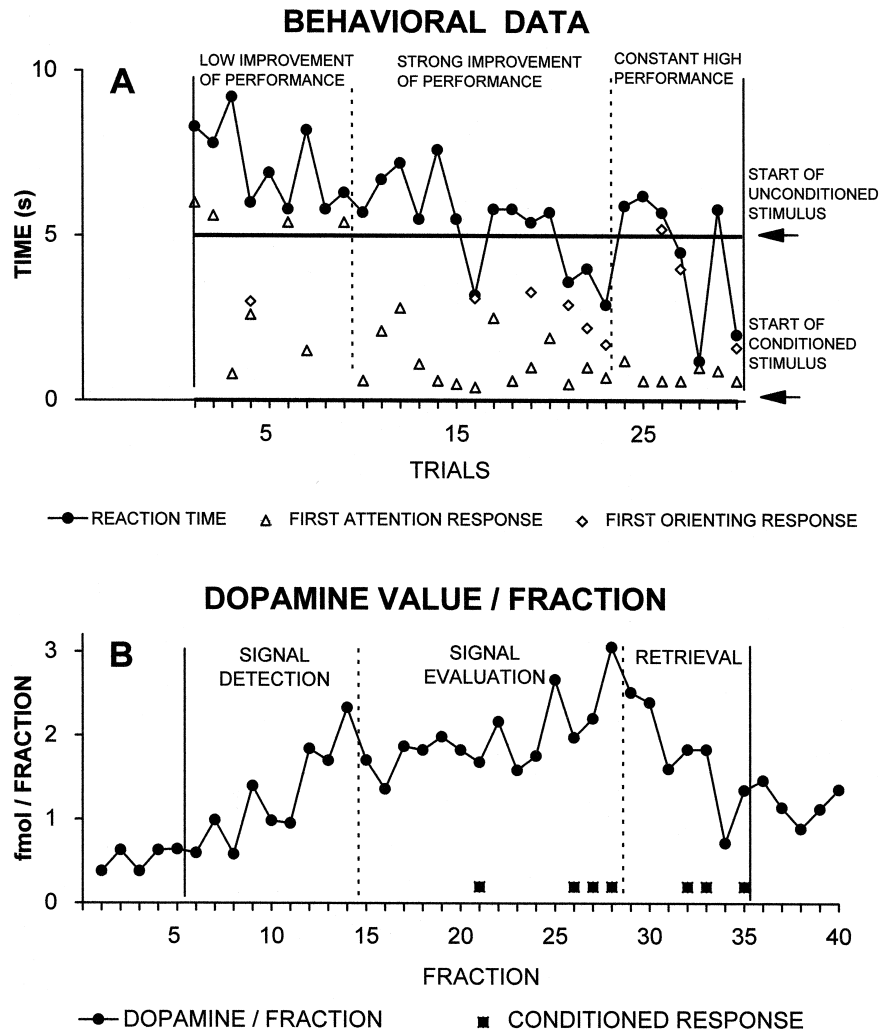 BEHAVIORAL DATA
A
LOW IMPROVEMENT
OF PERFORMANCE
STRONG IMPROVEMENT
OF PERFORMANCE
CONSTANT HIGH
PERFORMANCE
10
5
0
TIME (s)
START OF
UNCONDITIONED
STIMULUS
START OF
CONDITIONED
STIMULUS
5 15 25
TRIALS
REACTION TIME FIRST ATTENTION RESPONSE FIRST ORIENTING RESPONSE
DOPAMINE VALUE / FRACTION
B
SIGNAL
DETECTION
SIGNAL
EVALUATION
RETRIEVAL
3
2
1
0
fmol / FRACTION
5 10 15 20 25 30 35 40
FRACTION
DOPAMINE / FRACTION CONDITIONED RESPONSE